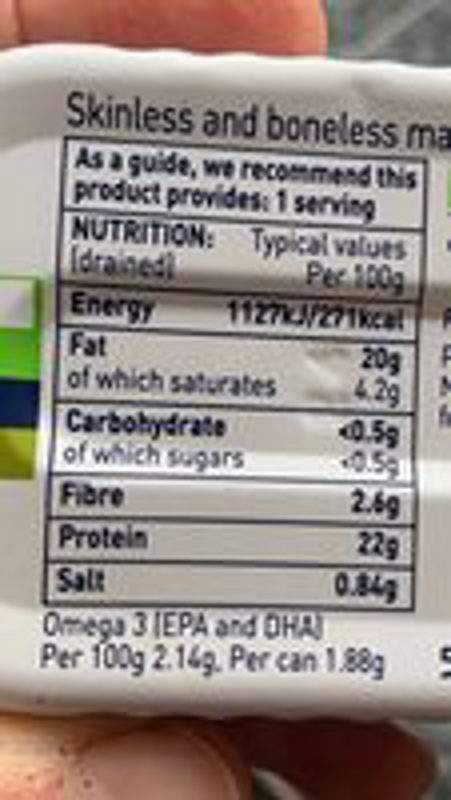 Skinless and boneless ma
As a guide, we recommend this
product provides: 1 serving
NUTRITION: Typical values
(drained) Per 100g
Energy 1127kJ/271kcal
Fat 20g
of which saturates 4.2g
Carbohydrate <0.5g
of which sugars <0.5g
Fibre 2.6g
Protein 22g
Salt 0.84g
Omega 3 (EPA and DHA)
Per 100g 2.14g, Per can 1.88g